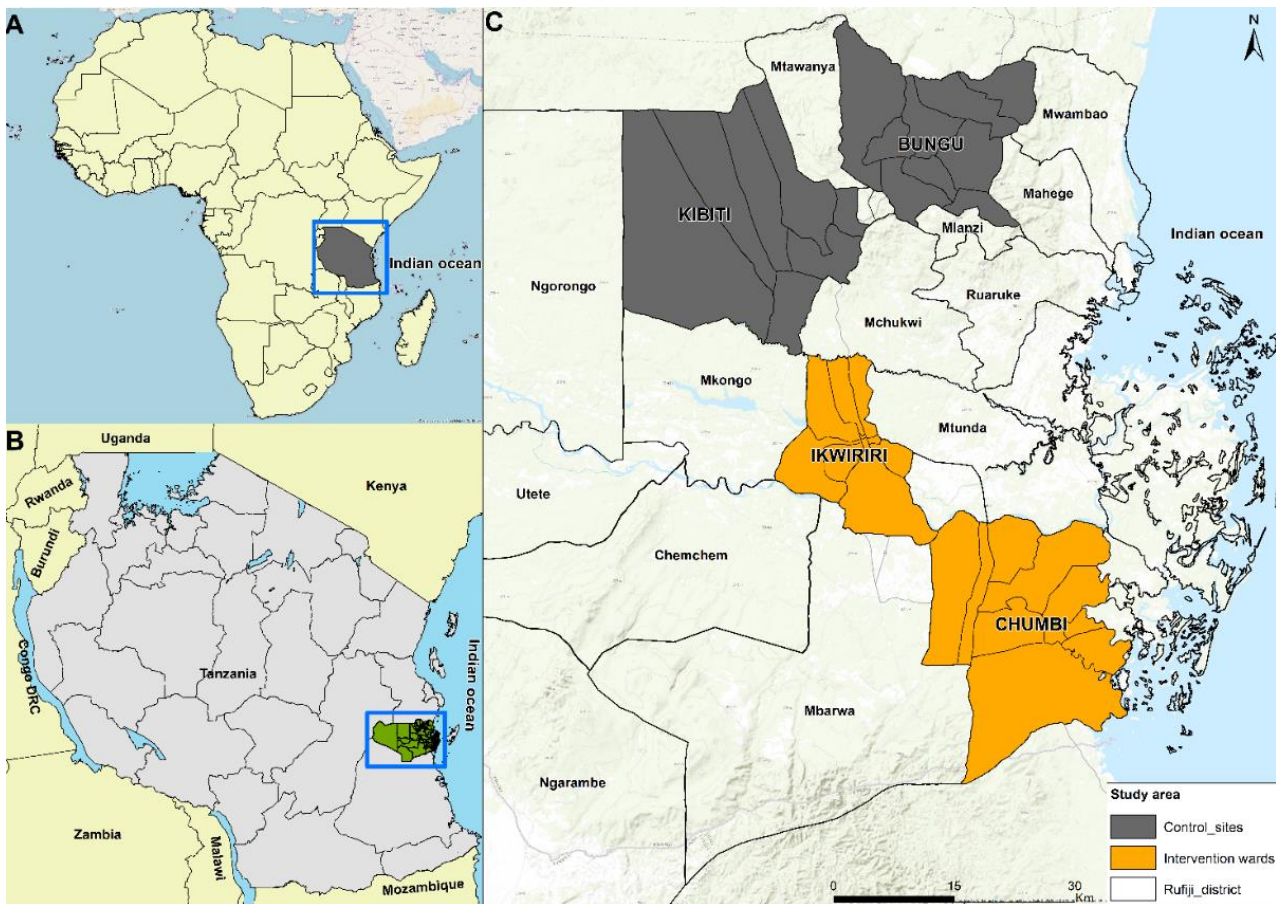 A
Indian ocean
B
Uganda
Rwanda
Burundi
Kenya
Congo DRC
Tanzania
Indian ocean
Zambia
Malawi
Mozambique
C
N
Mtawanya
BUNGU
Mwambao
KIBITI
Mahege
Mlanzi
Indian ocean
Ngorongo
Ruaruke
Mchukwi
Mkongo
Mtunda
IKWIRIRI
Utete
Chemchem
CHUMBI
Mbarwa
Ngarambe
Study area
Control_sites
Intervention wards
Rufiji_district
0 15 30
Km